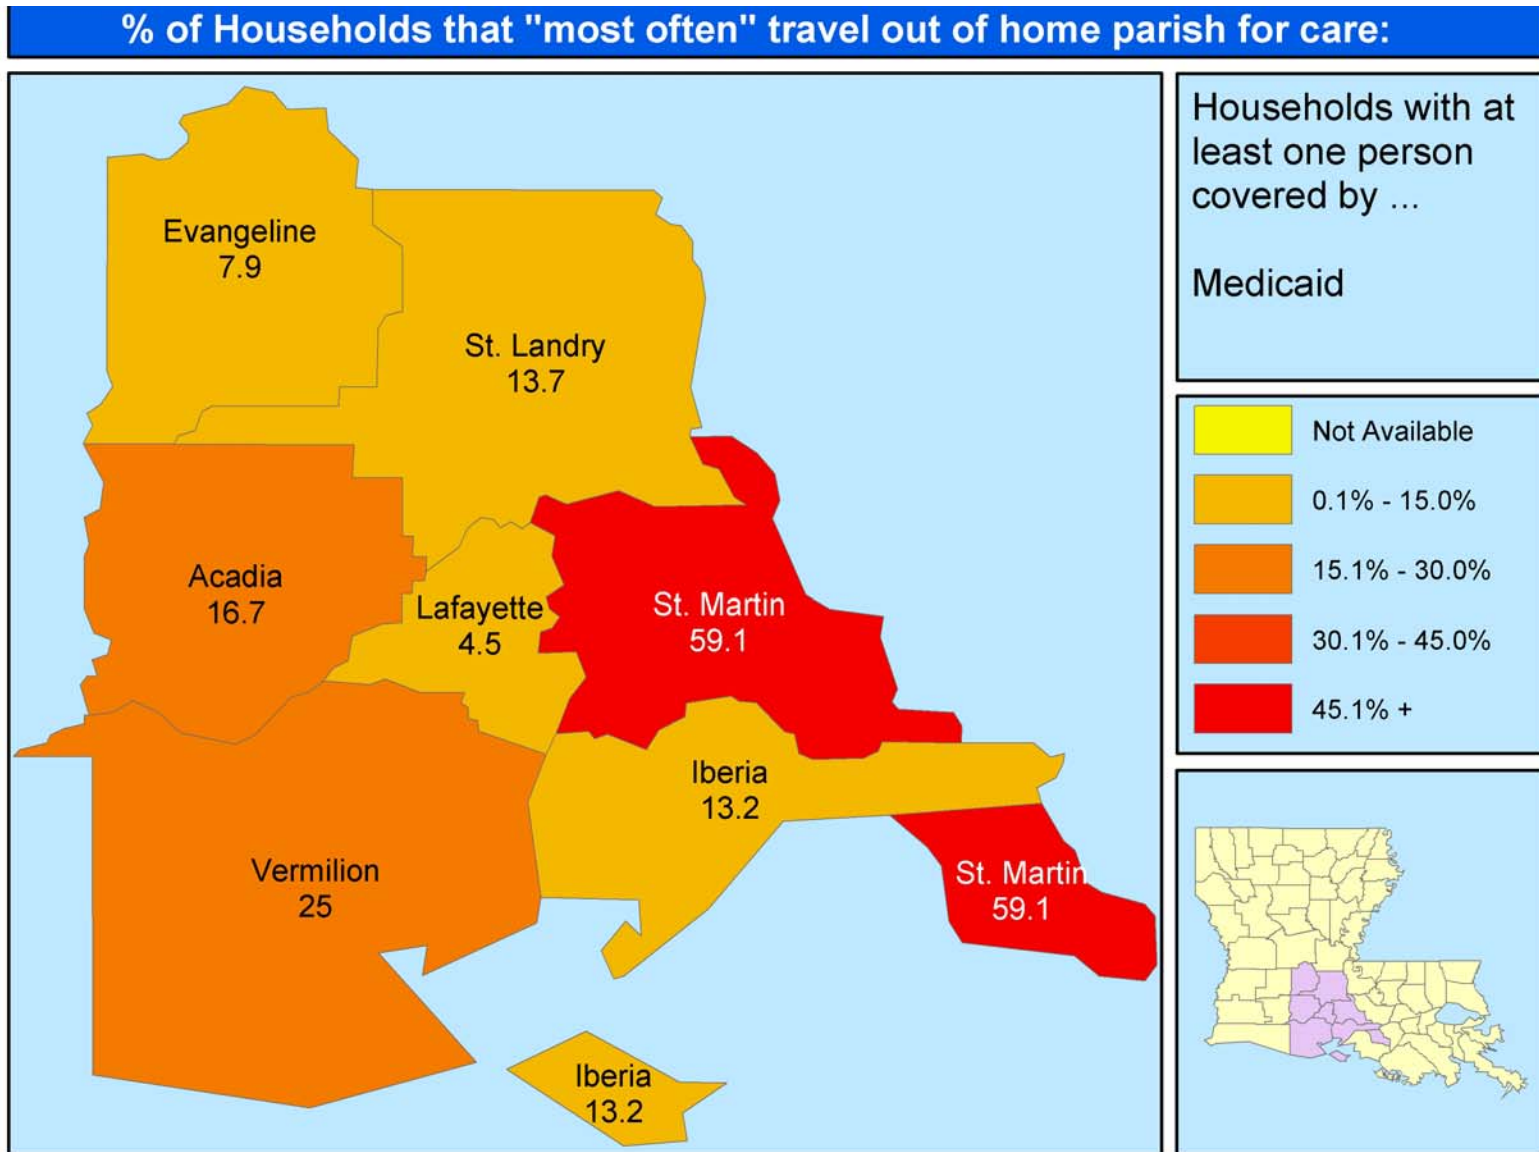 % of Households that "most often" travel out of home parish for care:
Evangeline
7.9
St. Landry
13.7
Acadia
16.7
Lafayette
4.5
St. Martin
59.1
Iberia
13.2
Vermilion
25
St. Martin
59.1
Iberia
13.2
Households with at
least one person
covered by ...
Medicaid
Not Available
0.1% - 15.0%
15.1% - 30.0%
30.1% - 45.0%
45.1% +